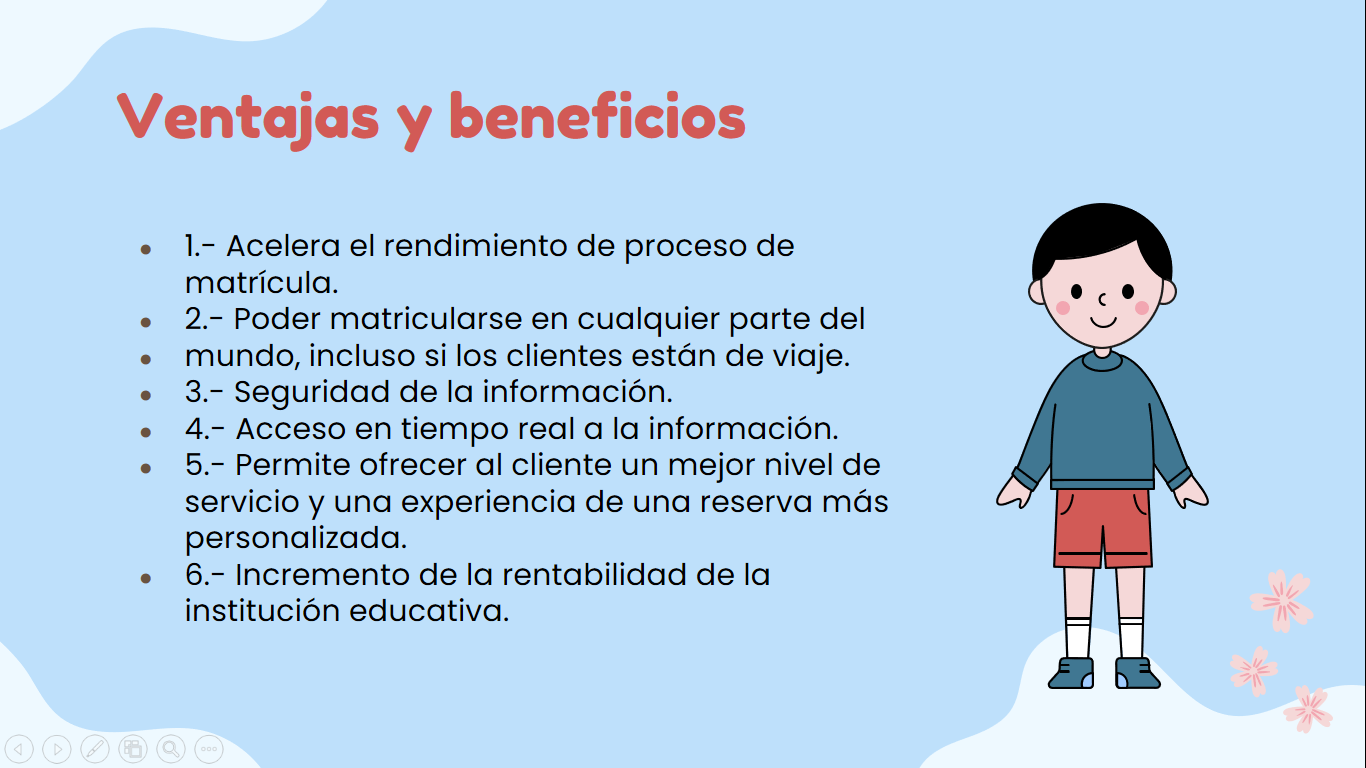 Ventajas y beneficios
• 1.- Acelera el rendimiento de proceso de
matrícula.
• 2.- Poder matricularse en cualquier parte del
• mundo, incluso si los clientes están de viaje.
• 3.- Seguridad de la información.
• 4.- Acceso en tiempo real a la información.
• 5.- Permite ofrecer al cliente un mejor nivel de
servicio y una experiencia de una reserva más
personalizada.
• 6.- Incremento de la rentabilidad de la
institución educativa.